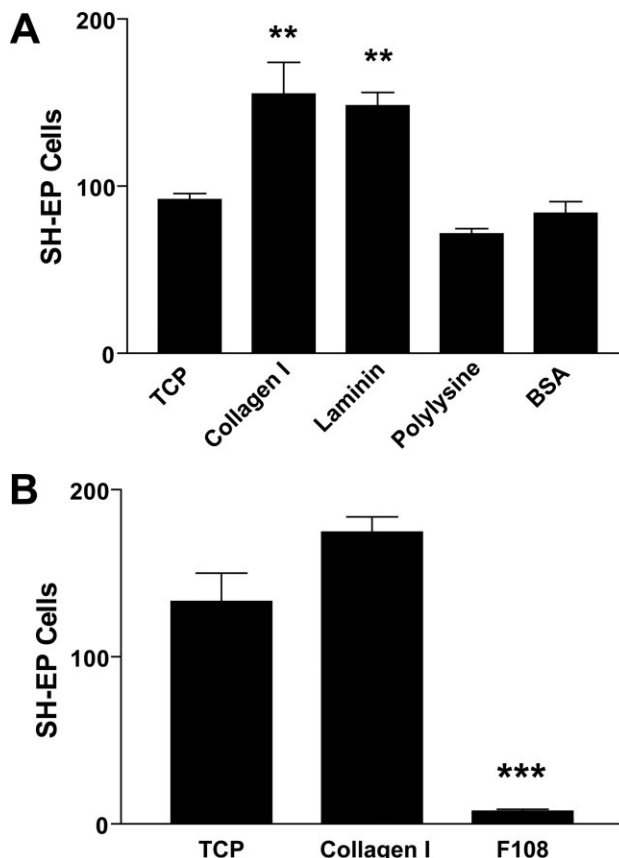 A
200
** **
SH-EP Cells
100
0
TCP Collagen I Laminin Polylysine BSA
B
200
SH-EP Cells
100
***
0
TCP Collagen I F108